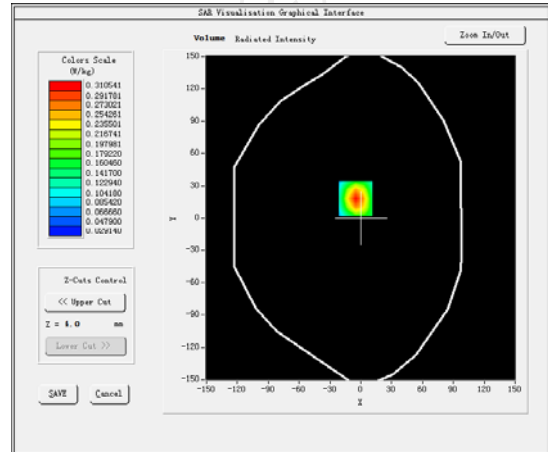 SAR Visualisation Graphical Interface
Volume Radiated Intensity
Zoom In/Out
Colors Scale
(W/kg)
0.310541
0.291781
0.273021
0.254261
0.235501
0.216741
0.197981
0.179220
0.160460
0.141700
0.122940
0.104180
0.085420
0.066660
0.047900
0.029140
150
120
90
60
30
0
-30
-60
-90
-120
-150
Y
-150 -120 -90 -60 -30 0 30 60 90 120 150
X
Z-Cuts Control
<< Upper Cut
Z = 4.0 mm
Lower Cut >>
SAVE Cancel